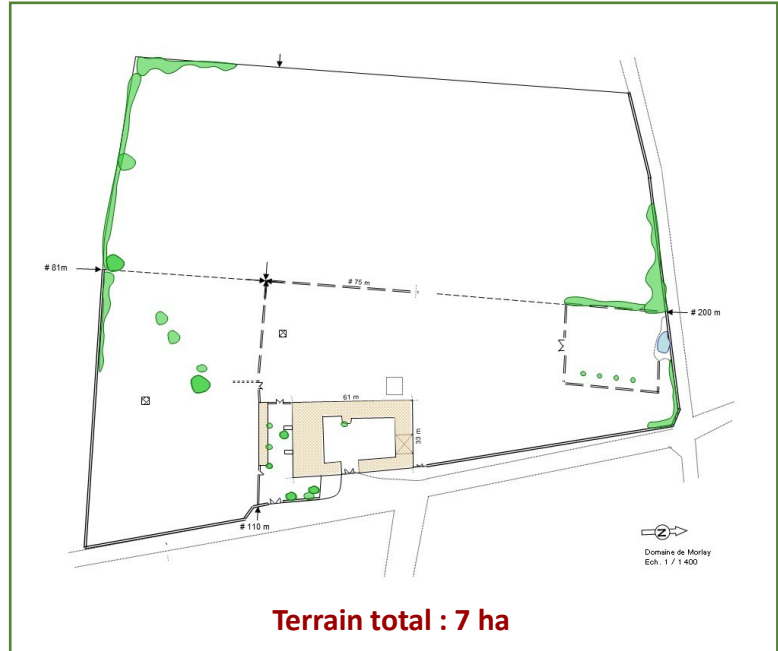 # 81m
# 75 m
# 200 m
61 m
33 m
# 110 m
N
Domaine de Morlay
Ech. 1 / 1 400
Terrain total : 7 ha